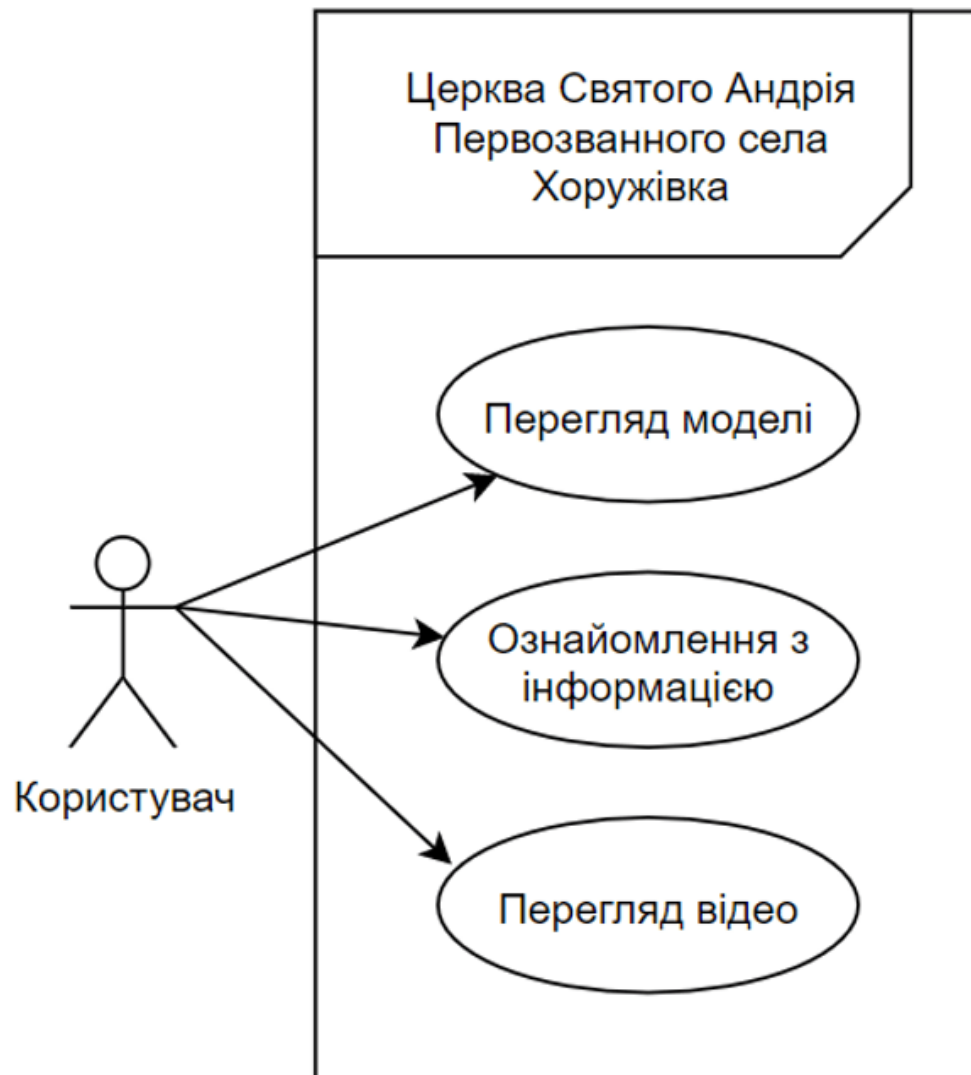 Церква Святого Андрія
Первозванного села
Хоружівка
Перегляд моделі
Ознайомлення з
інформацією
Користувач
Перегляд відео